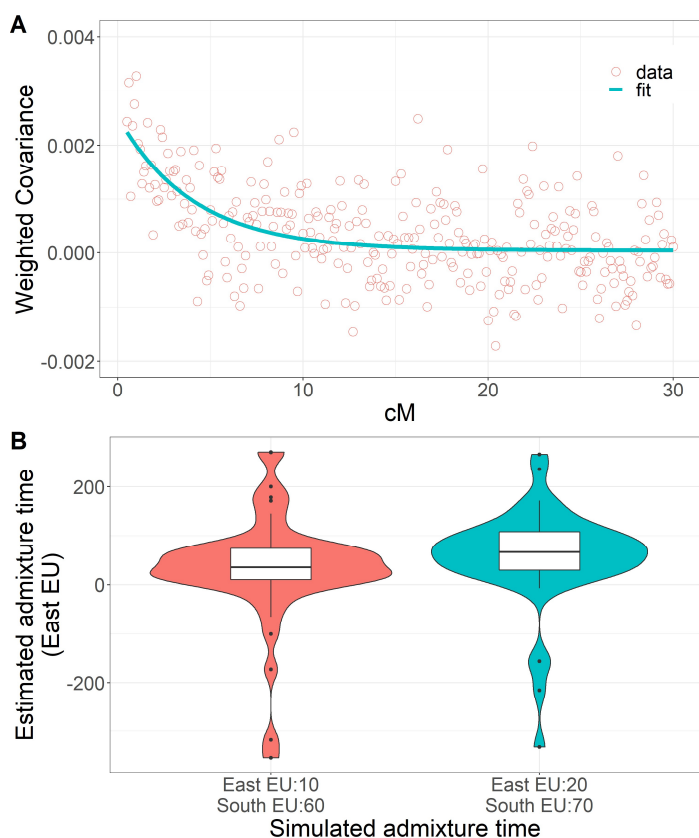 A
0.004
0.002
0.000
-0.002
Weighted Covariance
data
fit
0
10
20
30
cM
B
200
0
-200
Estimated admixture time
(East EU)
East EU:10
South EU:60
East EU:20
South EU:70
Simulated admixture time